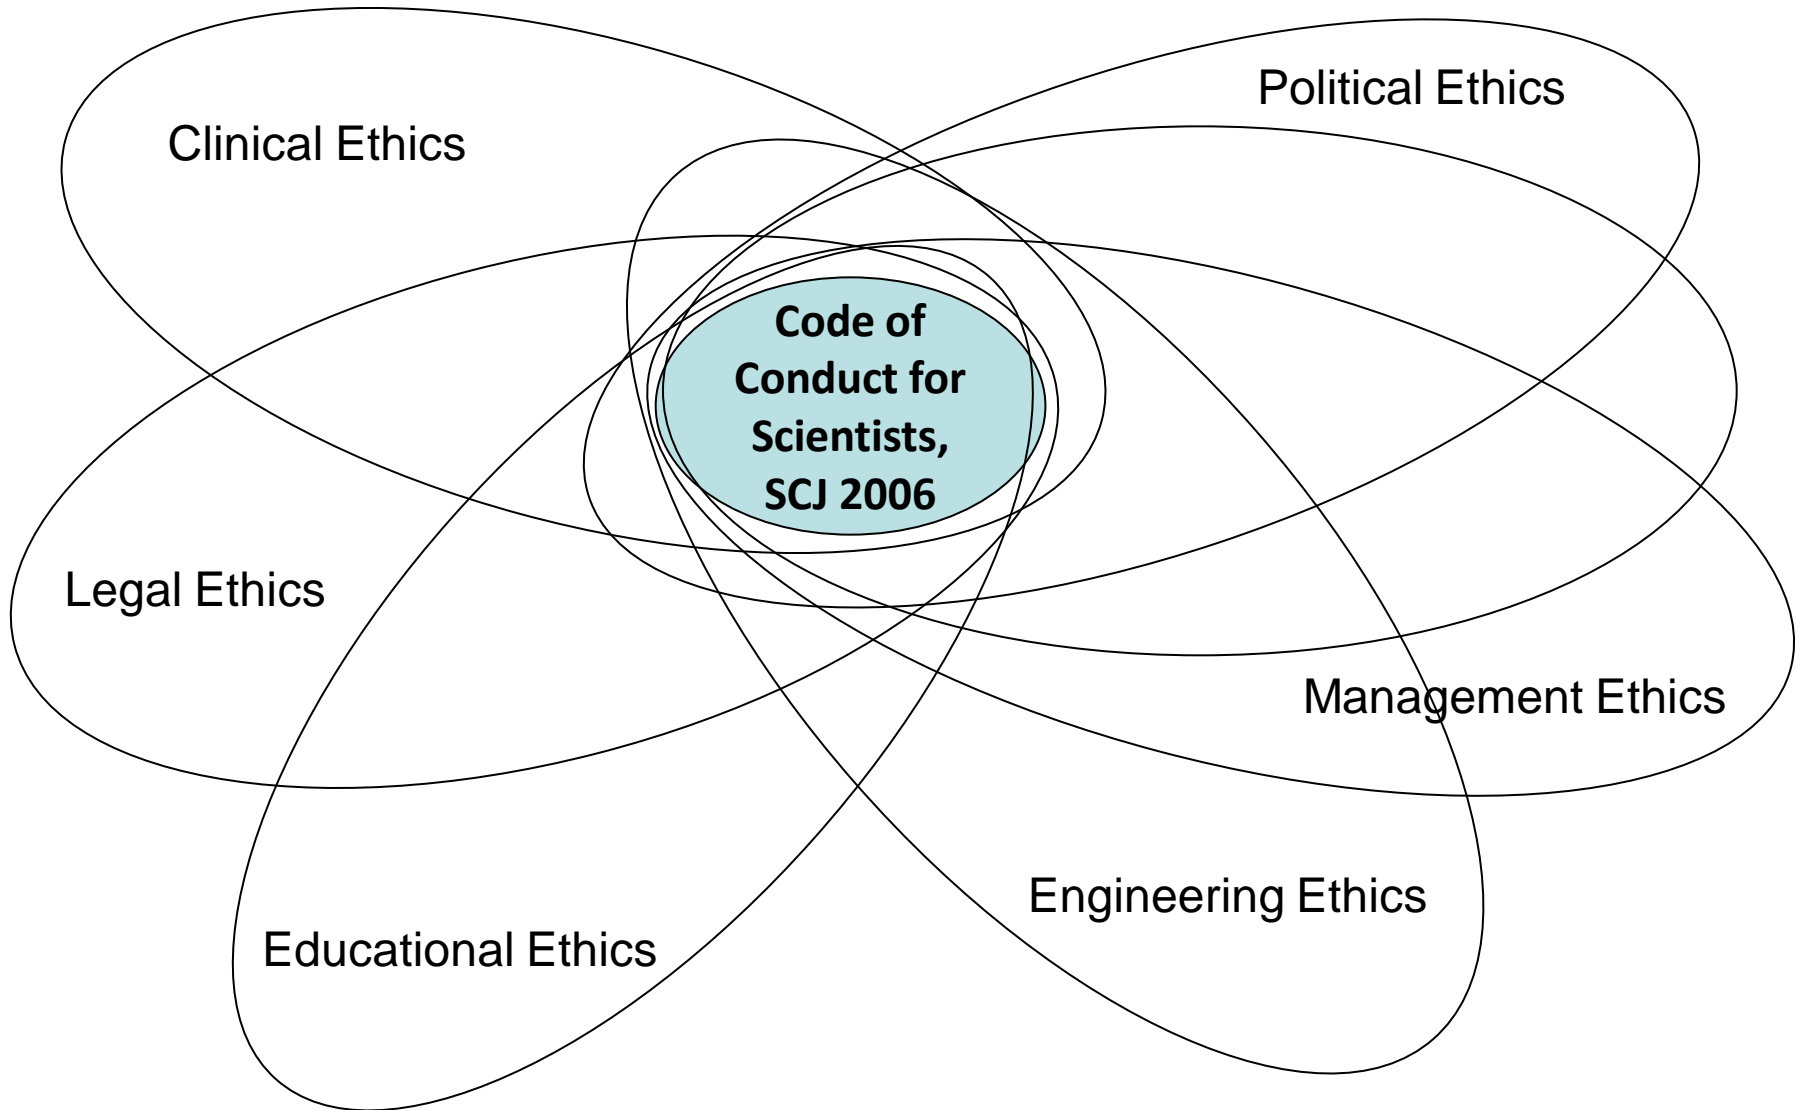 Political Ethics
Clinical Ethics
Code of
Conduct for
Scientists,
SCJ 2006
Legal Ethics
Management Ethics
Engineering Ethics
Educational Ethics